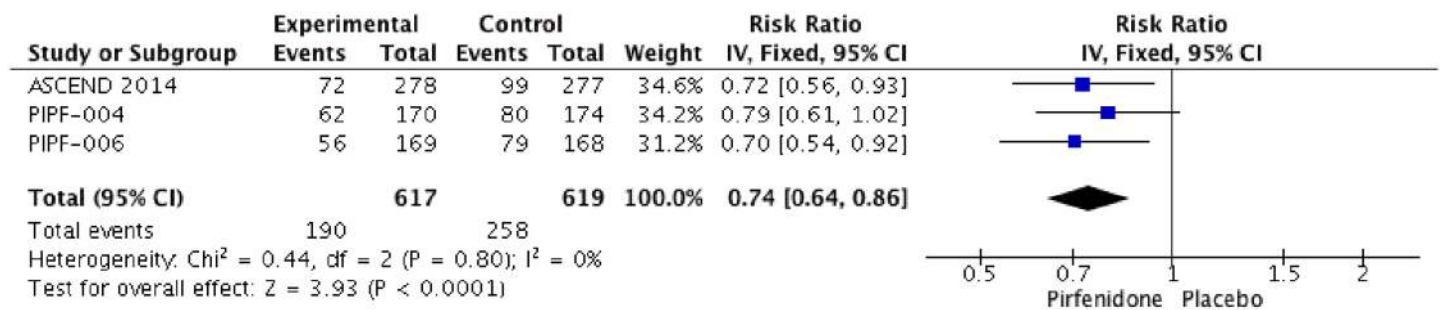 Experimental Control Risk Ratio Risk Ratio
Study or Subgroup Events Total Events Total Weight IV, Fixed, 95% CI IV, Fixed, 95% CI
ASCEND 2014 72 278 99 277 34.6% 0.72 [0.56, 0.93]
PIPF-004 62 170 80 174 34.2% 0.79 [0.61, 1.02]
PIPF-006 56 169 79 168 31.2% 0.70 [0.54, 0.92]
Total (95% CI) 617 619 100.0% 0.74 [0.64, 0.86]
Total events 190 258
Heterogeneity: Chi² = 0.44, df = 2 (P = 0.80); I² = 0%
Test for overall effect: Z = 3.93 (P < 0.0001)
0.5 0.7 1 1.5 2
Pirfenidone Placebo